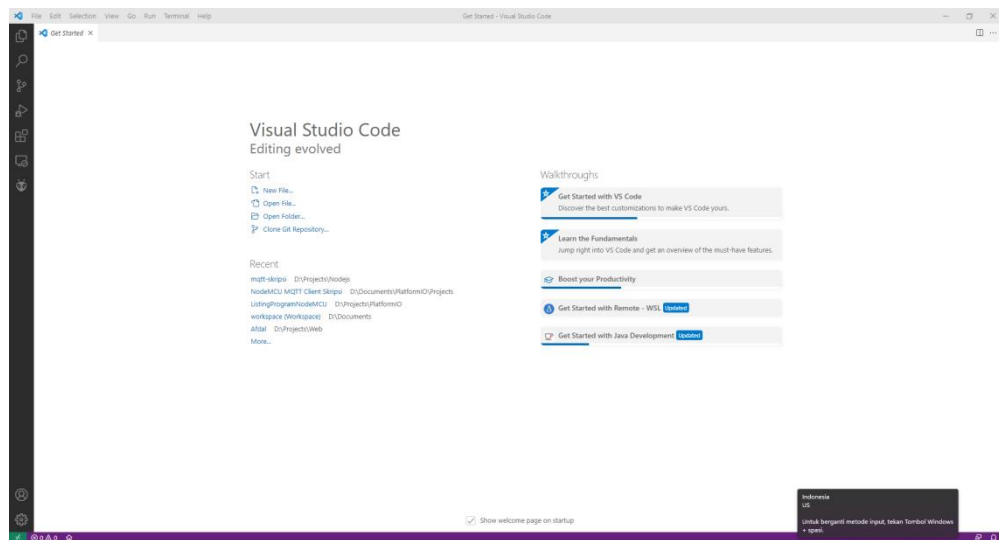 File Edit Selection View Go Run Terminal Help
Get Started - Visual Studio Code
Get Started
Visual Studio Code
Editing evolved
Start
New File...
Open File...
Open Folder...
Clone Git Repository...
Recent
mqtt-skripsi D:\Projects\Nodejs
NodeMCU MQTT Client Skripsi D:\Documents\PlatformIO\Projects
ListingProgramNodeMCU D:\Projects\PlatformIO
workspace (Workspace) D:\Documents
Afdal D:\Projects\Web
More...
Walkthroughs
Get Started with VS Code
Discover the best customizations to make VS Code yours.
Learn the Fundamentals
Jump right into VS Code and get an overview of the must-have features.
Boost your Productivity
Get Started with Remote - WSL Updated
Get Started with Java Development Updated
Show welcome page on startup
Indonesia
US
Untuk berganti metode input, tekan Tombol Windows
+ spasi.
0 0